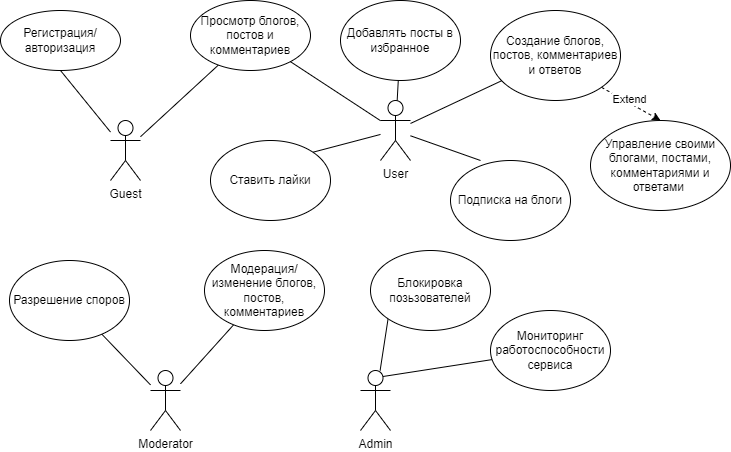 Регистрация/
авторизация
Просмотр блогов,
постов и
комментариев
Добавлять посты в
избранное
Создание блогов,
постов, комментариев
и ответов
Extend
Управление своими
блогами, постами,
комментариями и
ответами
Guest
Ставить лайки
User
Подписка на блоги
Разрешение споров
Модерация/
изменение блогов,
постов,
комментариев
Блокировка
пользователей
Мониторинг
работоспособности
сервиса
Moderator
Admin